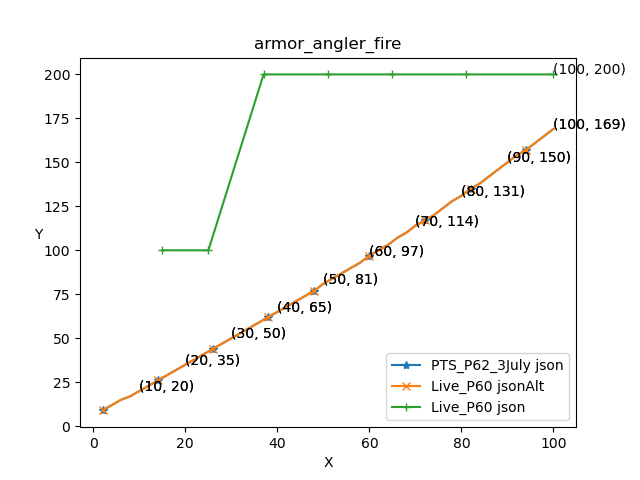 armor_angler_fire
200
175
150
125
100
75
50
25
0
Y
(100, 200)
(100, 169)
(90, 150)
(80, 131)
(70, 114)
(60, 97)
(50, 81)
(40, 65)
(30, 50)
(20, 35)
(10, 20)
PTS_P62_3July json
Live_P60 jsonAlt
Live_P60 json
0 20 40 60 80 100
X